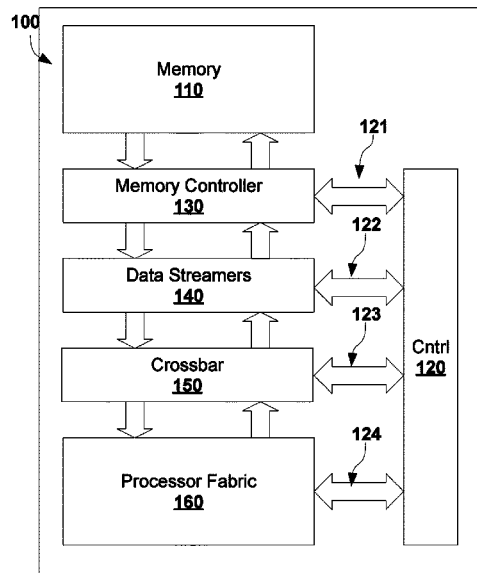 100
Memory
110
121
Memory Controller
130
122
Data Streamers
140
123
Crossbar
150
Cntrl
120
124
Processor Fabric
160